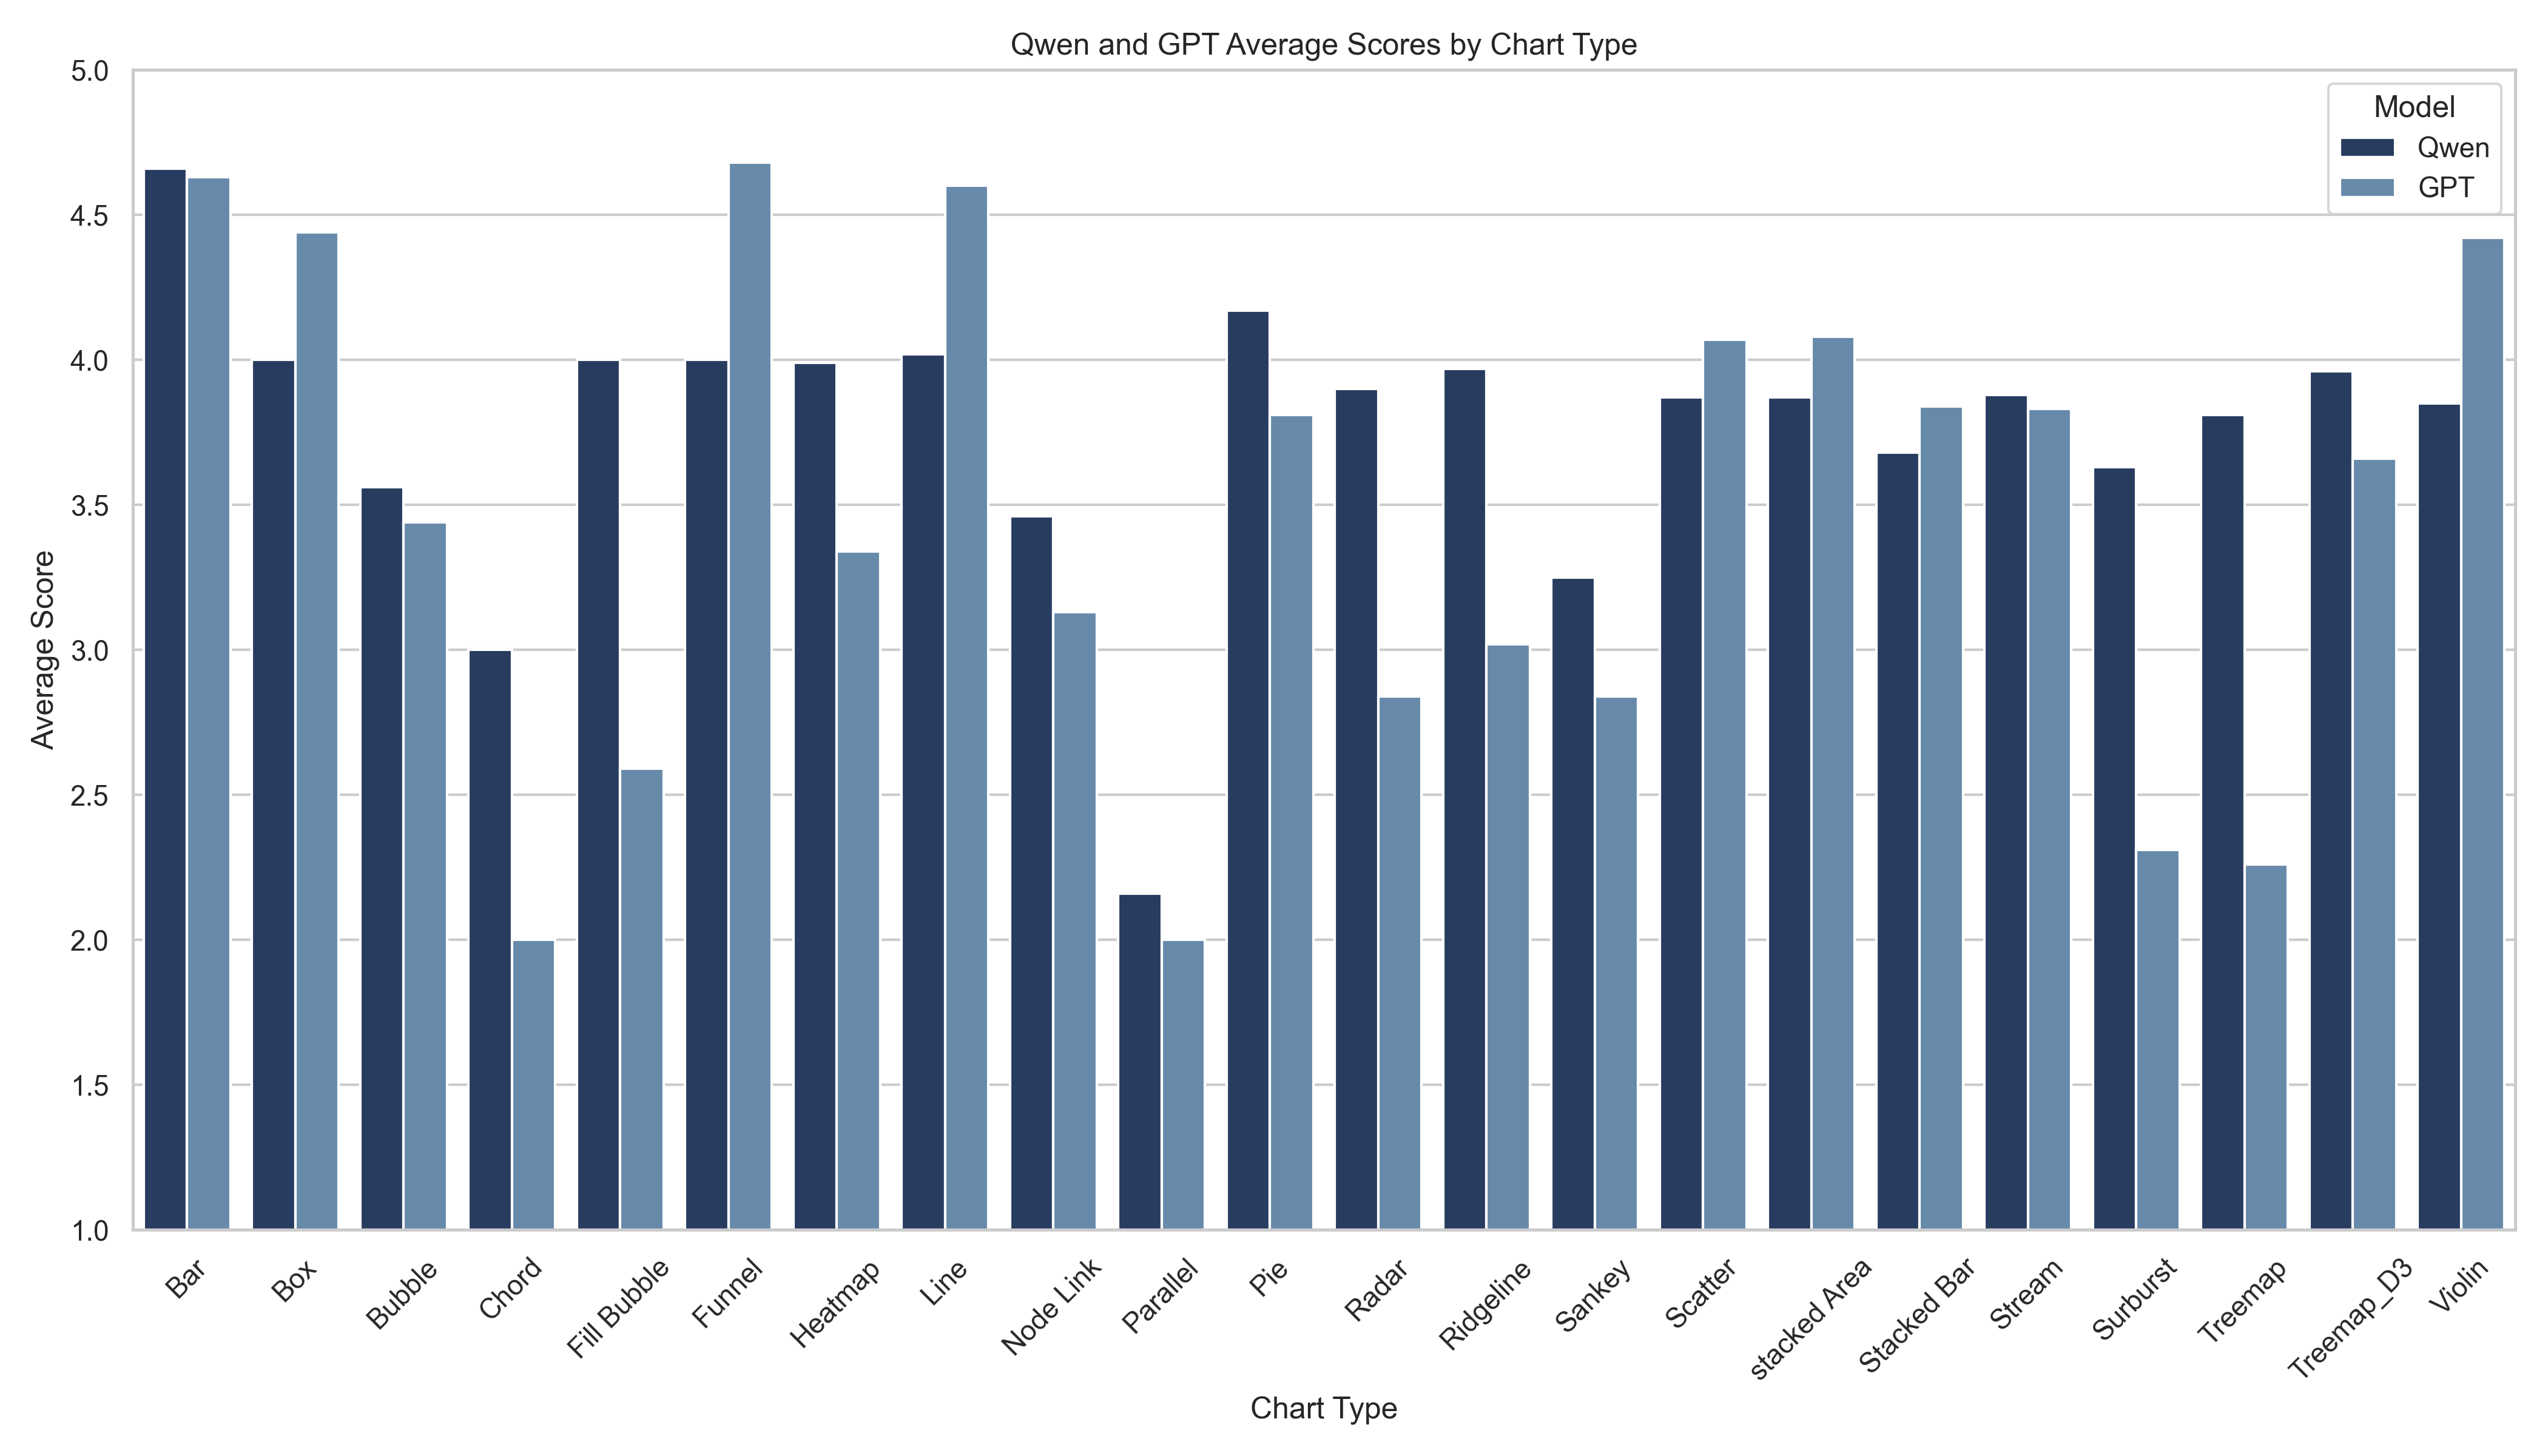 Qwen and GPT Average Scores by Chart Type
5.0
4.5
4.0
3.5
3.0
2.5
2.0
1.5
1.0
Average Score
Model
Qwen
GPT
Bar
Box
Bubble
Chord
Fill Bubble
Funnel
Heatmap
Line
Node Link
Parallel
Pie
Radar
Ridgeline
Sankey
Scatter
stacked Area
Stacked Bar
Stream
Surburst
Treemap
Treemap_D3
Violin
Chart Type